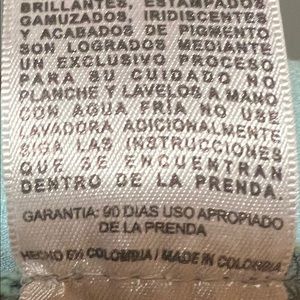 BRILLANTES, ESTAMPADOS,
GAMUZADOS, IRIDISCENTES
Y ACABADOS DE PIGMENTO
SON LOGRADOS MEDIANTE
UN EXCLUSIVO PROCESO
PARA SU CUIDADO NO
PLANCHE Y LAVELOS A MANO
CON AGUA FRÍA NO USE
LAVADORA ADICIONALMENTE
SIGA LAS INSTRUCCIONES
QUE SE ENCUENTRAN
DENTRO DE LA PRENDA.
GARANTIA: 90 DIAS USO APROPIADO
DE LA PRENDA
HECHO EN COLOMBIA / MADE IN COLOMBIA